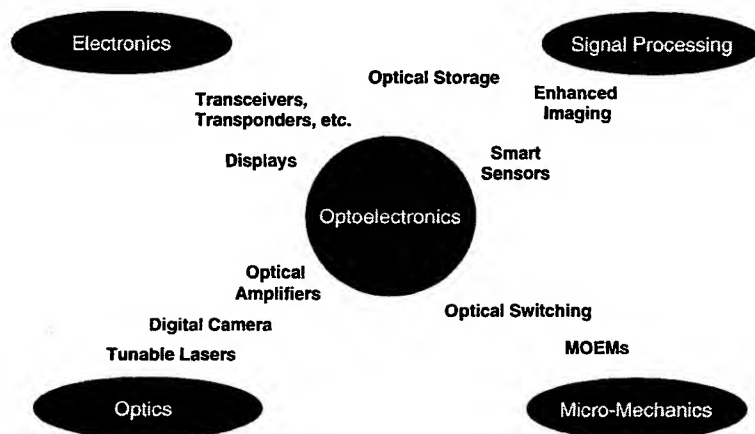 Electronics
Signal Processing
Optical Storage
Enhanced
Imaging
Transceivers,
Transponders, etc.
Displays
Smart
Sensors
Optoelectronics
Optical
Amplifiers
Optical Switching
Digital Camera
Tunable Lasers
MOEMs
Optics
Micro-Mechanics